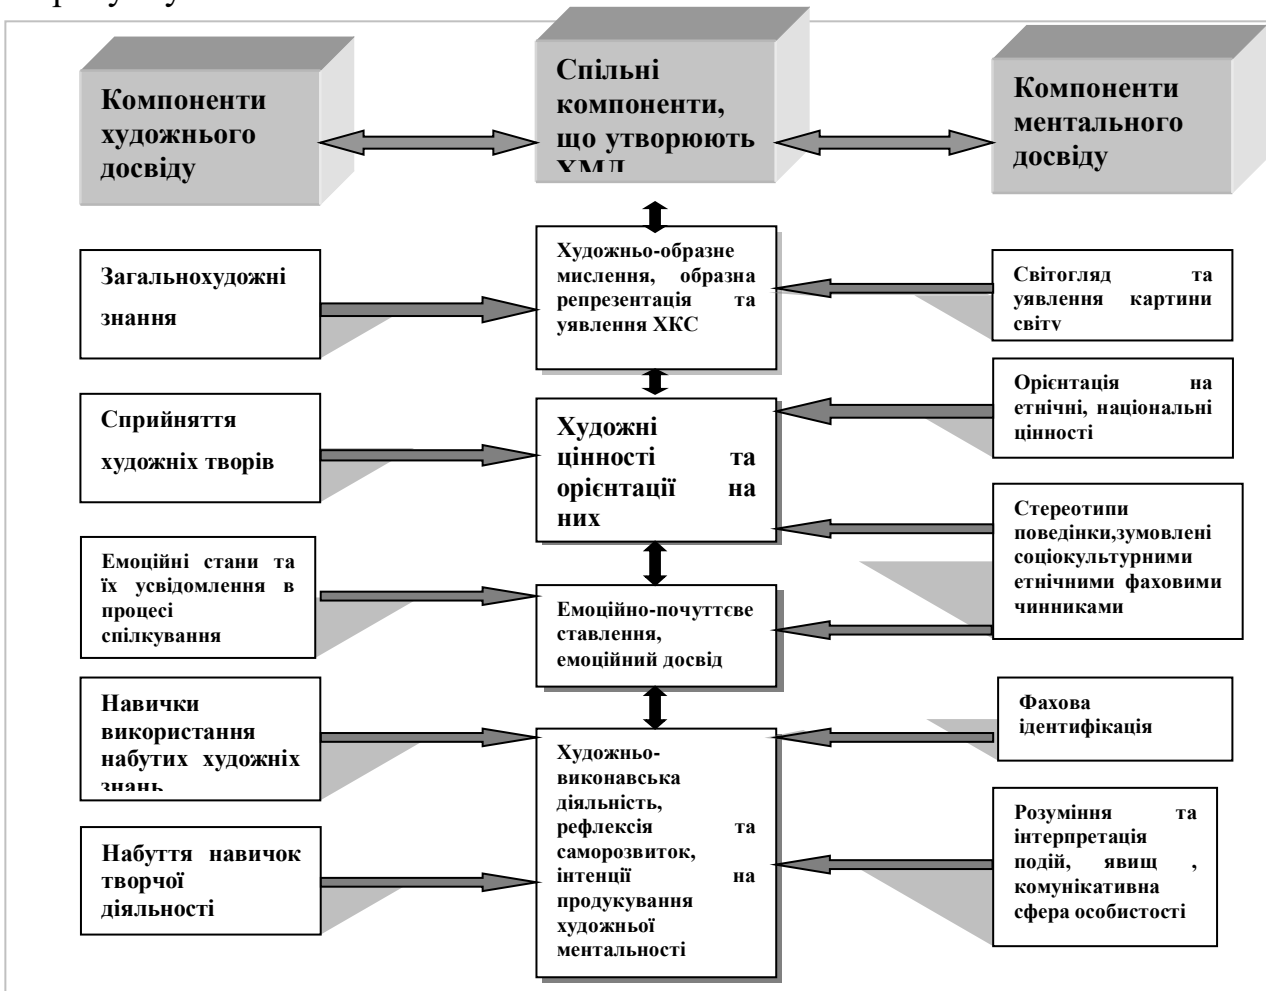 Компоненти
художнього
досвіду
Спільні
компоненти,
що утворюють
ХМД
Компоненти
ментального
досвіду
Загальнохудожні
знання
Художньо-образне
мислення, образна
репрезентація та
уявлення ХКС
Світогляд та
уявлення картини
світу
Сприйняття
художніх творів
Художні
цінності та
орієнтації на
них
Орієнтація на
етнічні, національні
цінності
Емоційні стани та
їх усвідомлення в
процесі
спілкування
Емоційно-почуттєве
ставлення,
емоційний досвід
Стереотипи
поведінки,зумовлені
соціокультурними
етнічними фаховими
чинниками
Навички
використання
набутих художніх
знань
Художньо-
виконавська
діяльність,
рефлексія та
саморозвиток,
інтенції на
продукування
художньої
ментальності
Фахова
ідентифікація
Набуття навичок
творчої
діяльності
Розуміння та
інтерпретація
подій, явищ ,
комунікативна
сфера особистості